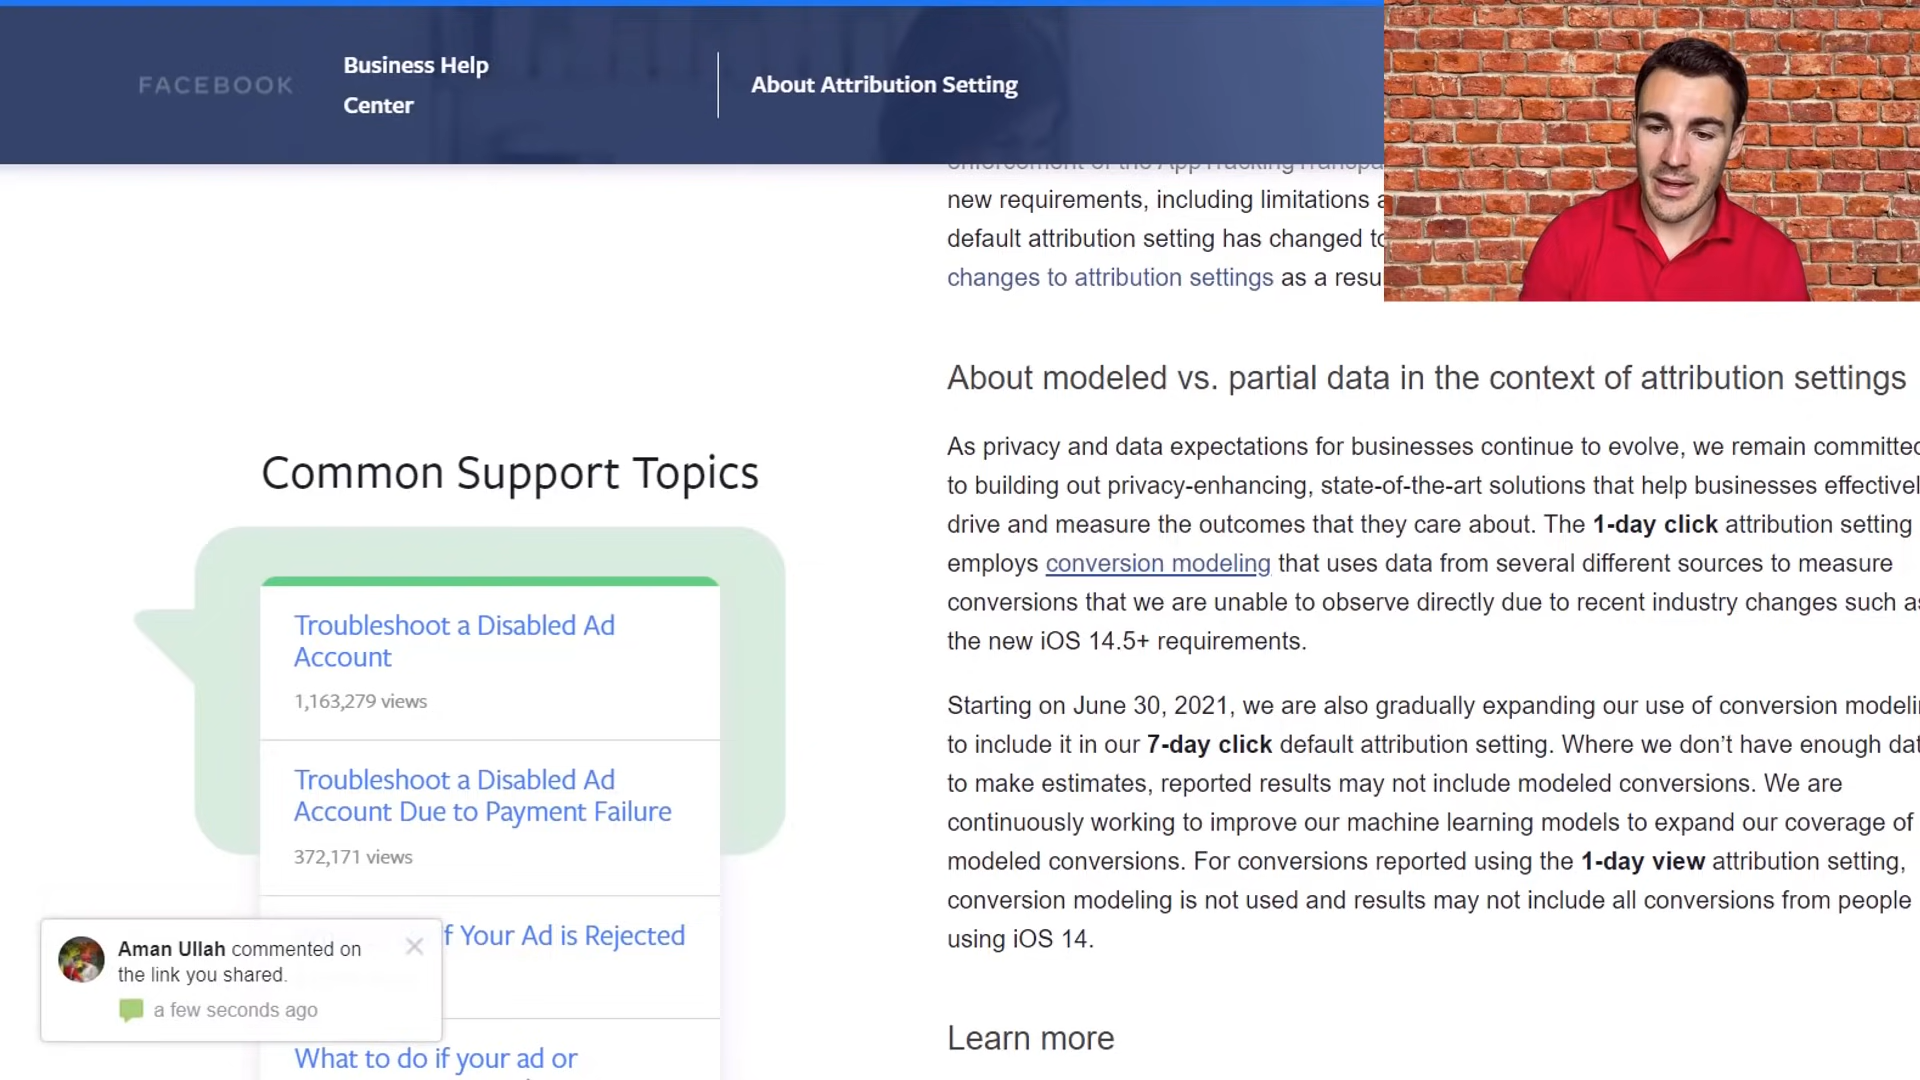 FACEBOOK
Business Help
Center
About Attribution Setting
new requirements, including limitations
default attribution setting has changed to
changes to attribution settings as a resu
About modeled vs. partial data in the context of attribution settings
As privacy and data expectations for businesses continue to evolve, we remain committed
to building out privacy-enhancing, state-of-the-art solutions that help businesses effectivel
drive and measure the outcomes that they care about. The 1-day click attribution setting
employs conversion modeling that uses data from several different sources to measure
conversions that we are unable to observe directly due to recent industry changes such as
the new iOS 14.5+ requirements.
Starting on June 30, 2021, we are also gradually expanding our use of conversion modeli
to include it in our 7-day click default attribution setting. Where we don’t have enough dat
to make estimates, reported results may not include modeled conversions. We are
continuously working to improve our machine learning models to expand our coverage of
modeled conversions. For conversions reported using the 1-day view attribution setting,
conversion modeling is not used and results may not include all conversions from people
using iOS 14.
Learn more
Common Support Topics
Troubleshoot a Disabled Ad
Account
1,163,279 views
Troubleshoot a Disabled Ad
Account Due to Payment Failure
372,171 views
f Your Ad is Rejected
What to do if your ad or
Aman Ullah commented on
the link you shared.
a few seconds ago